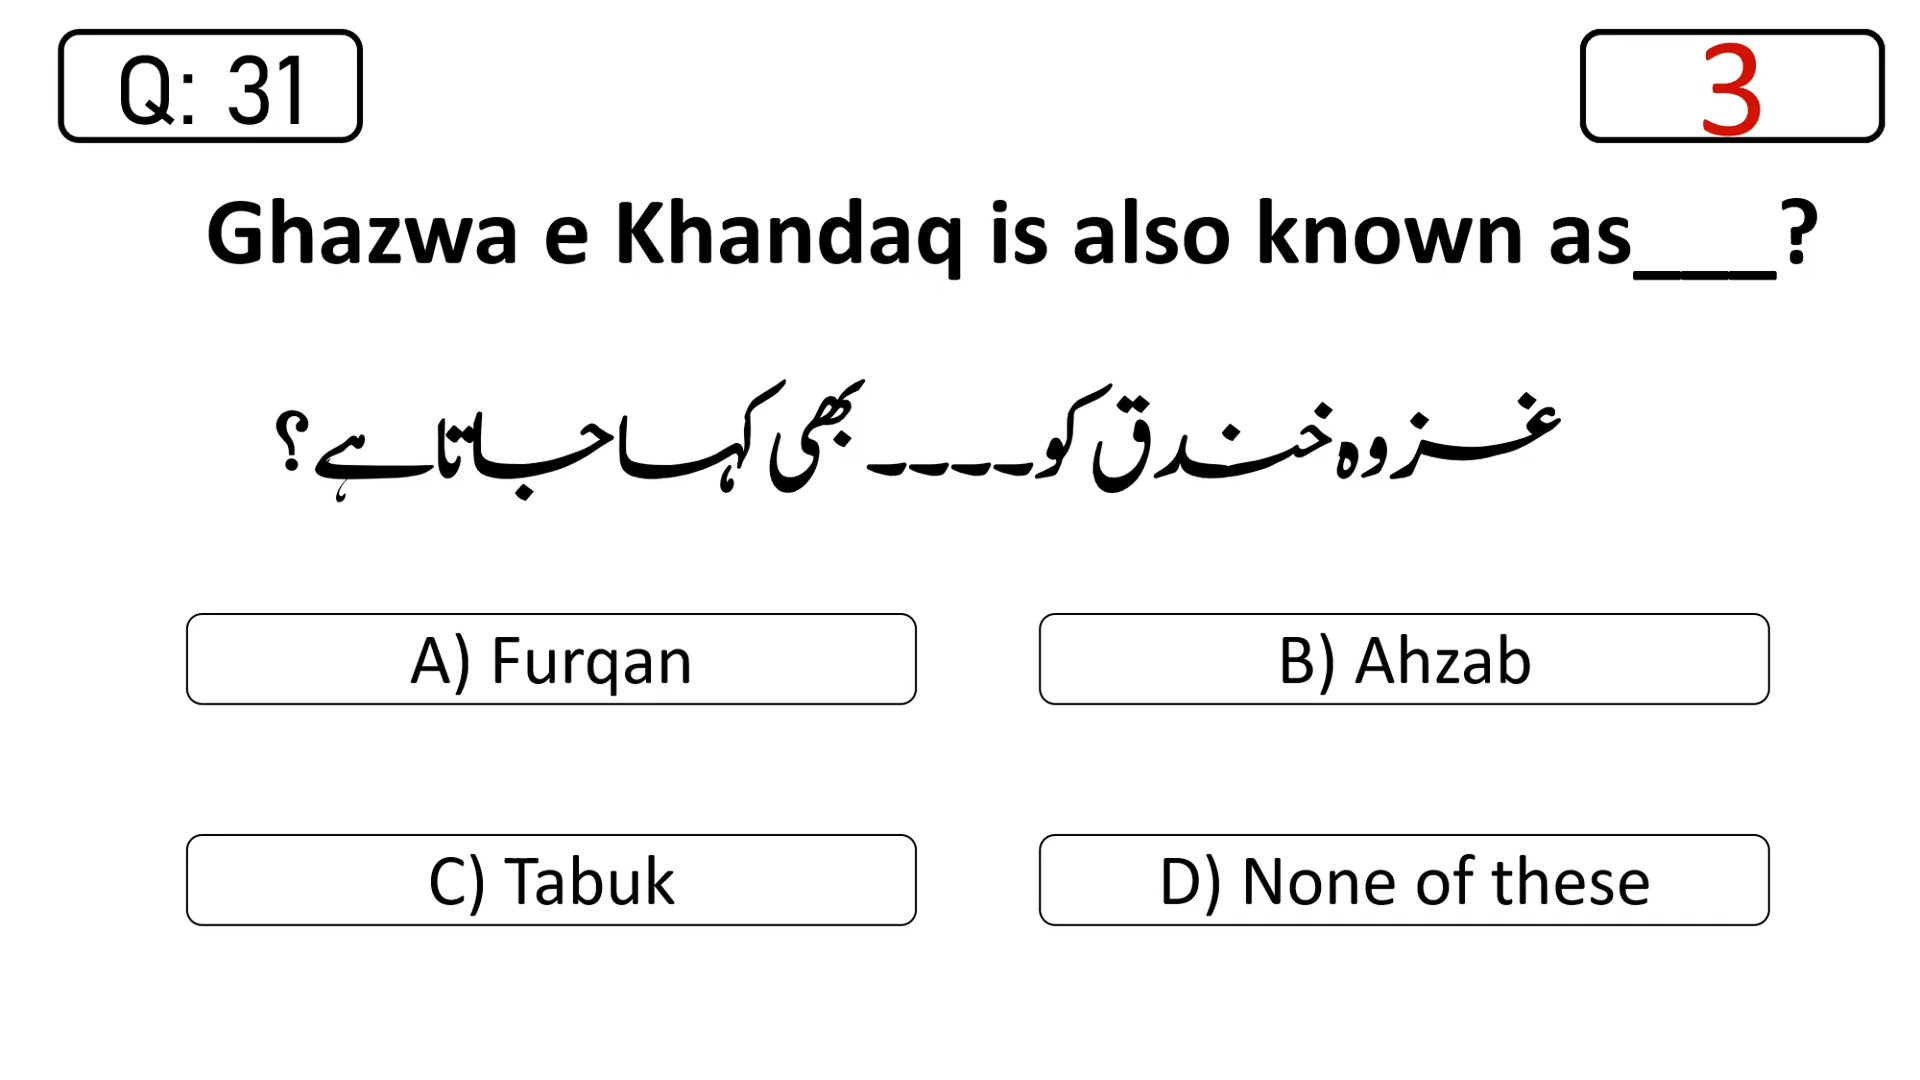 Q: 31
3
Ghazwa e Khandaq is also known as___?
غزوہ خندق کو---- بھی کہا جاتا ہے؟
A) Furqan
B) Ahzab
C) Tabuk
D) None of these